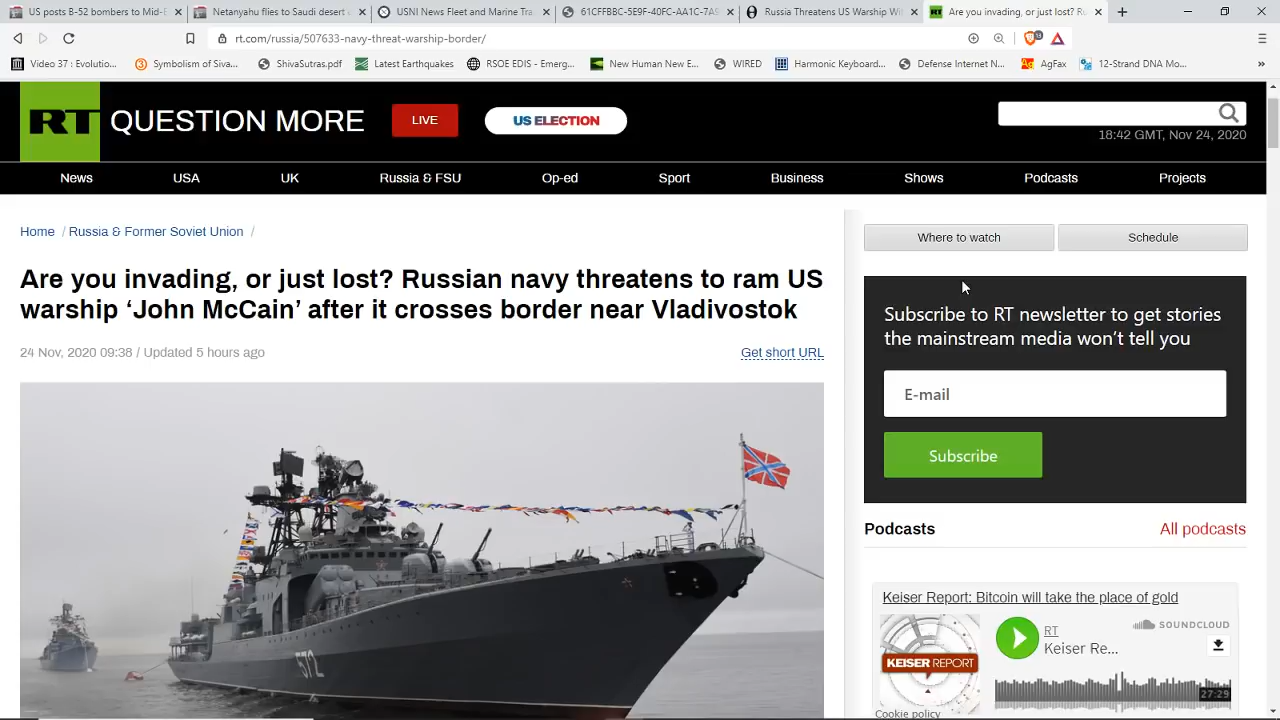 US posts B-52 bombers to Mid-E
Netanyahu flies to Saudi desert
USNI News Fleet and Marine Tra
61CFFBBC-5E9F-40FC-AA1C-7A9
Russia Threatens US Warship Wi
Are you invading, or just lost? Ru
rt.com/russia/507633-navy-threat-warship-border/
Video 37 : Evolutio...
Symbolism of Siva...
ShivaSutras.pdf
Latest Earthquakes
RSOE EDIS - Emerg...
New Human New E...
WIRED
Harmonic Keyboard...
Defense Internet N...
AgFax
12-Strand DNA Mo...
RT QUESTION MORE
LIVE
US ELECTION
18:42 GMT, Nov 24, 2020
News USA UK Russia & FSU Op-ed Sport Business Shows Podcasts Projects
Home / Russia & Former Soviet Union /
Are you invading, or just lost? Russian navy threatens to ram US
warship ‘John McCain’ after it crosses border near Vladivostok
24 Nov, 2020 09:38 / Updated 5 hours ago
Get short URL
572
Where to watch
Schedule
Subscribe to RT newsletter to get stories
the mainstream media won’t tell you
E-mail
Subscribe
Podcasts
All podcasts
Keiser Report: Bitcoin will take the place of gold
KEISER REPORT
RT
Keiser Re...
SOUNDCLOUD
27:29
Cookie policy